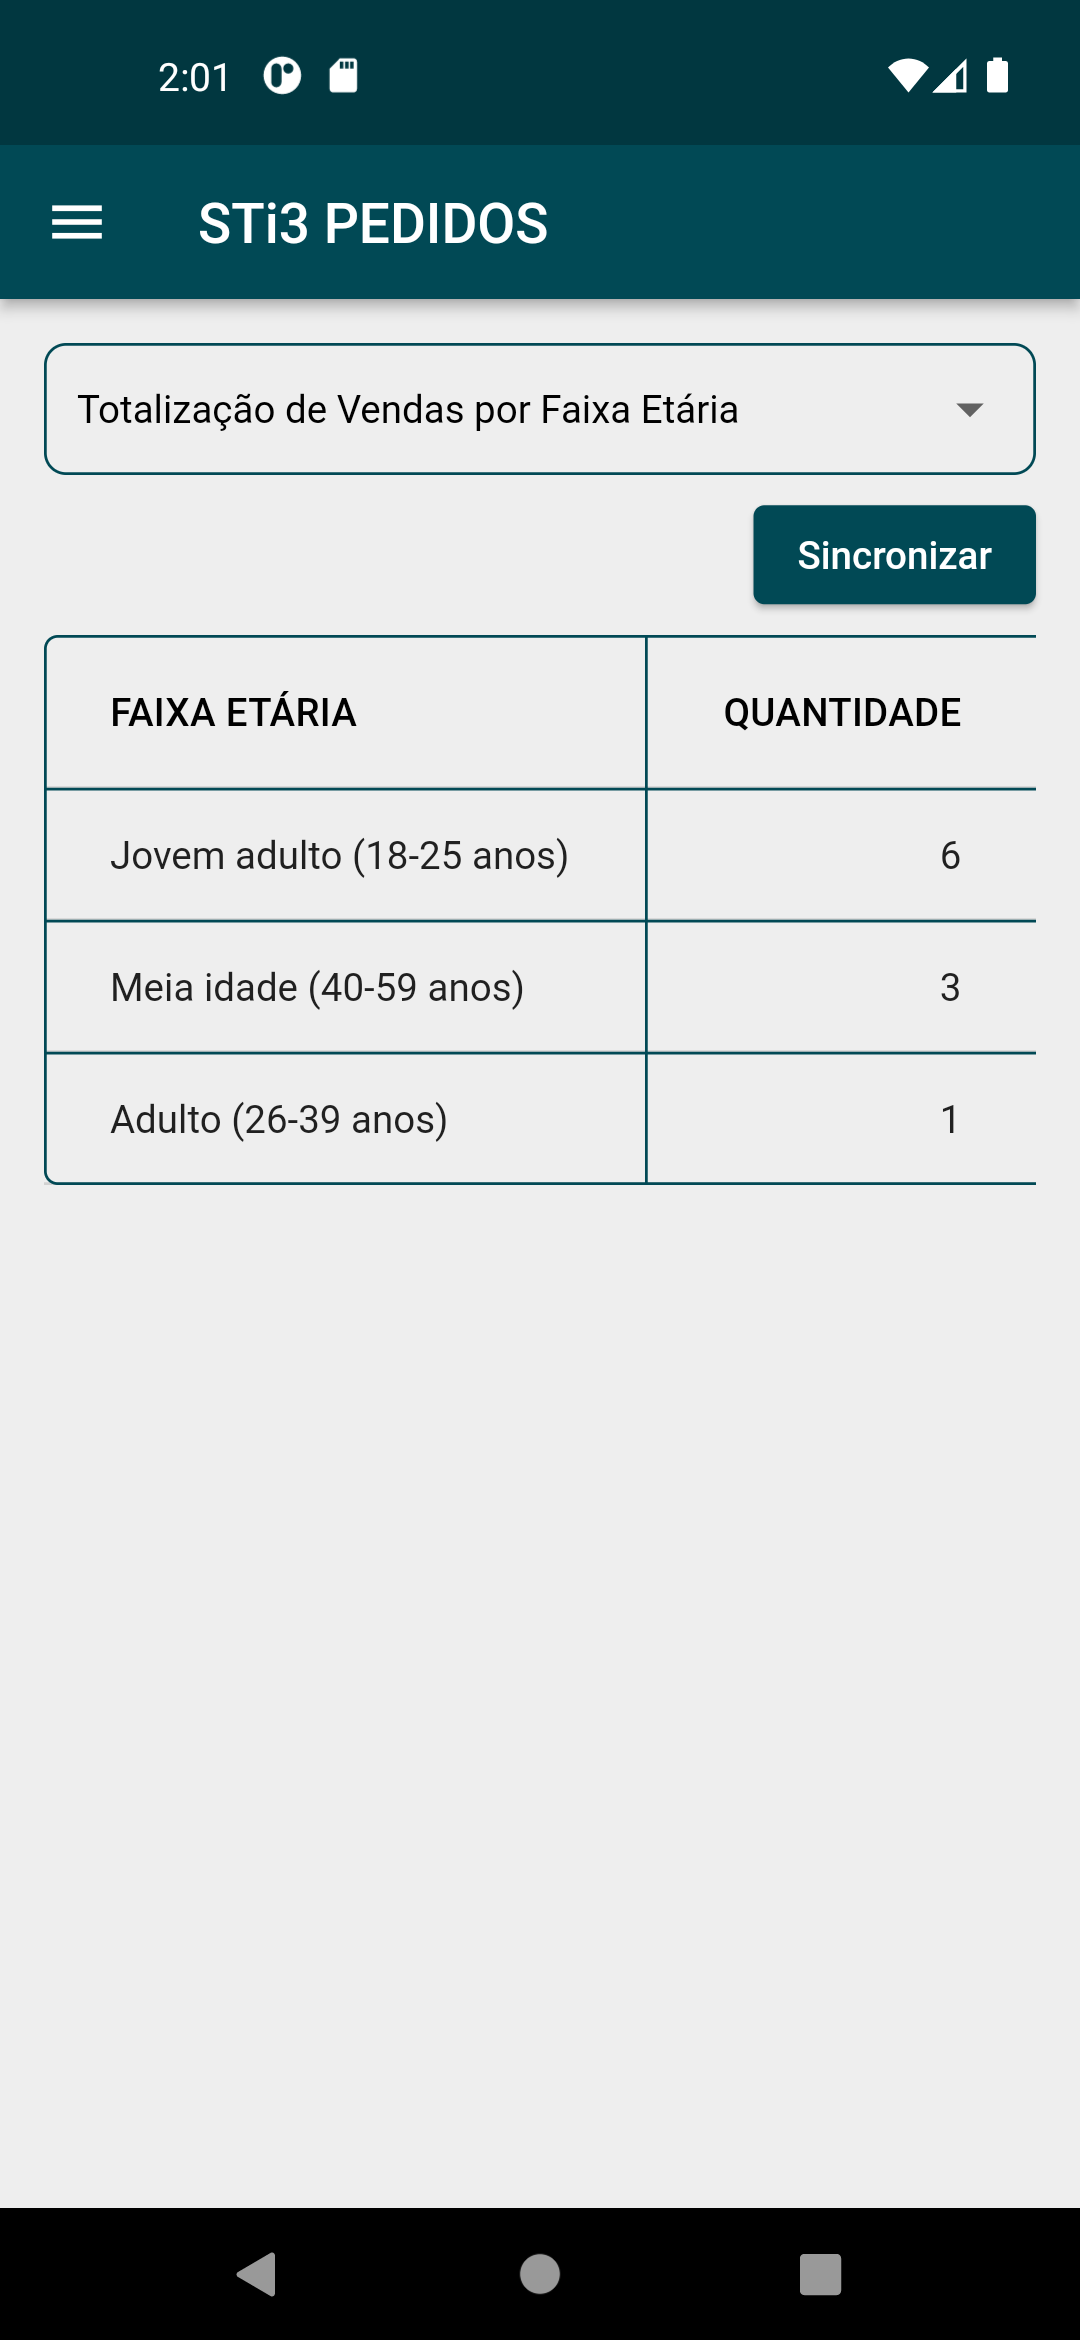 2:01
STi3 PEDIDOS
Totalização de Vendas por Faixa Etária
Sincronizar
FAIXA ETÁRIA QUANTIDADE
Jovem adulto (18-25 anos) 6
Meia idade (40-59 anos) 3
Adulto (26-39 anos) 1